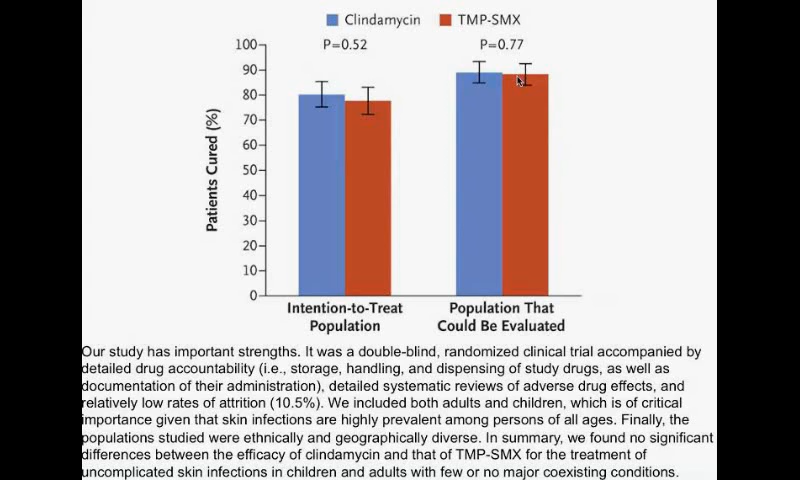 Clindamycin TMP-SMX
P=0.52 P=0.77
100
90
80
70
60
50
40
30
20
10
0
Patients Cured (%)
Intention-to-Treat
Population
Population That
Could Be Evaluated
Our study has important strengths. It was a double-blind, randomized clinical trial accompanied by
detailed drug accountability (i.e., storage, handling, and dispensing of study drugs, as well as
documentation of their administration), detailed systematic reviews of adverse drug effects, and
relatively low rates of attrition (10.5%). We included both adults and children, which is of critical
importance given that skin infections are highly prevalent among persons of all ages. Finally, the
populations studied were ethnically and geographically diverse. In summary, we found no significant
differences between the efficacy of clindamycin and that of TMP-SMX for the treatment of
uncomplicated skin infections in children and adults with few or no major coexisting conditions.